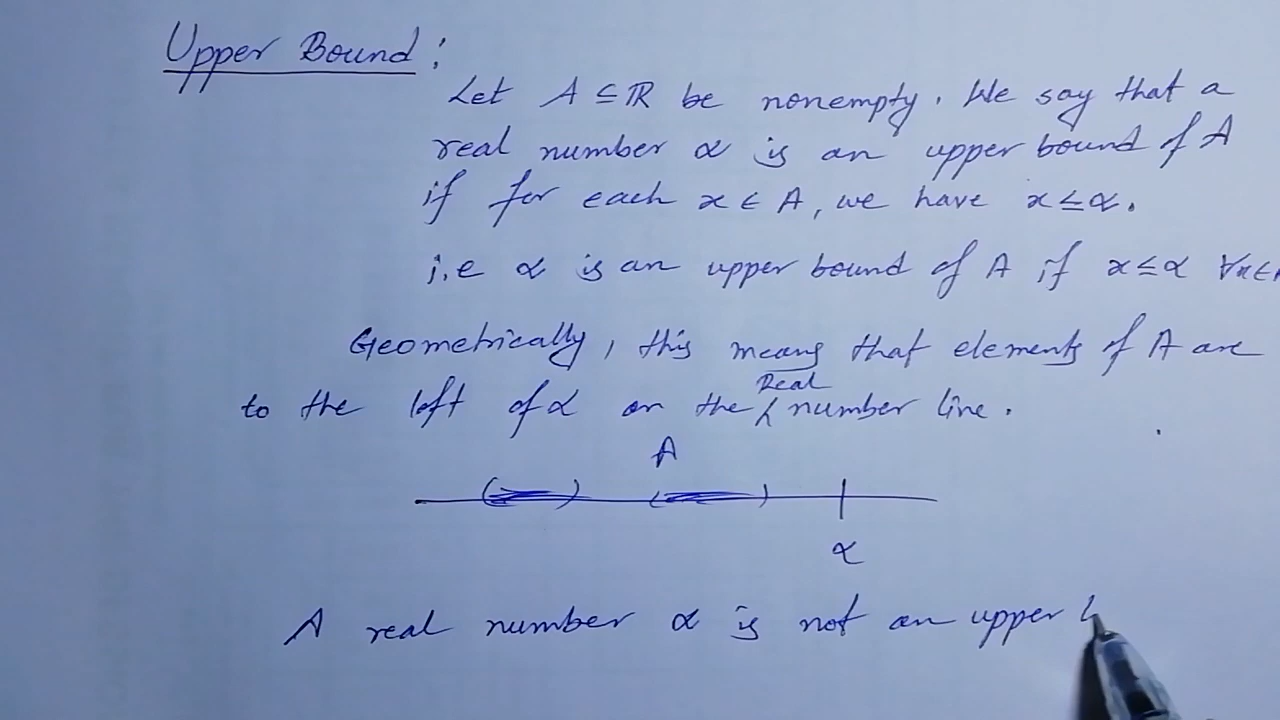 Upper Bound :
Let A ⊆ ℝ be nonempty. We say that a
real number α is an upper bound of A
if for each x ∈ A, we have x ≤ α.
i.e α is an upper bound of A if x ≤ α ∀x∈A
Geometrically, this means that elements of A are
to the left of α on the Real number line.
A
α
A real number α is not an upper b